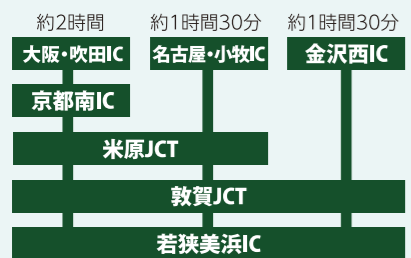 約2時間
約1時間30分
約1時間30分
大阪・吹田IC
名古屋・小牧IC
金沢西IC
京都南IC
米原JCT
敦賀JCT
若狭美浜IC